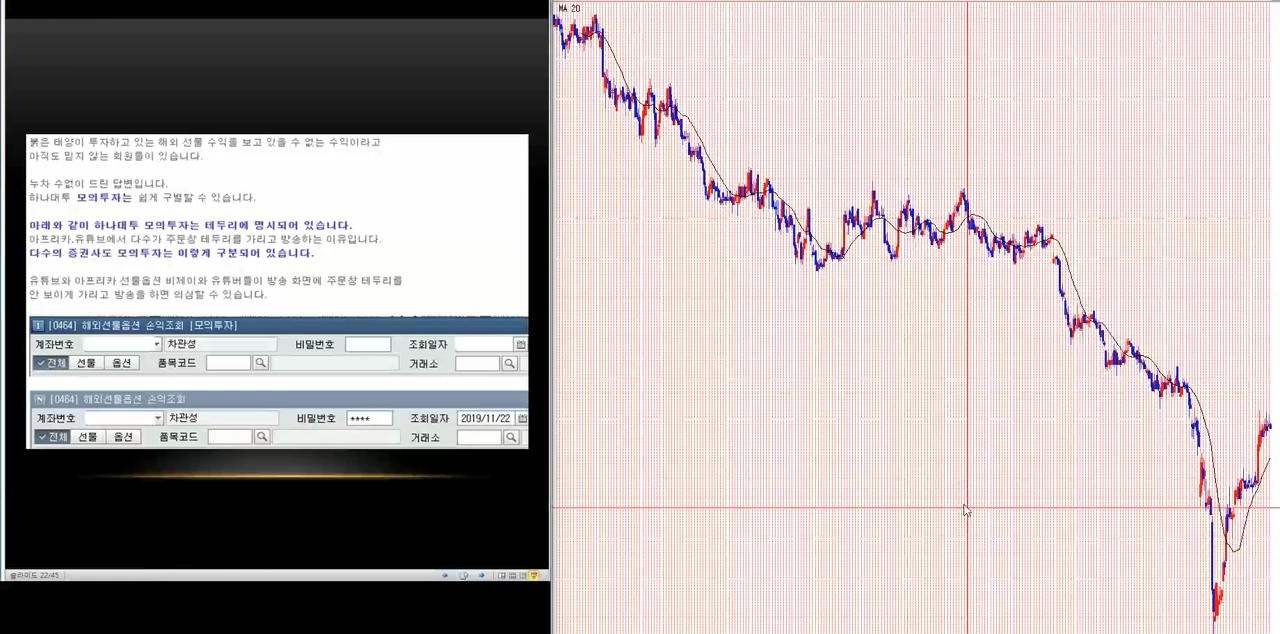 붉은 태양이 투자하고 있는 해외 선물 수익를 보고 있을 수 없는 수익이라고
아직도 믿지 않는 회원들이 있습니다.
누차 수없이 드린 답변입니다.
하나대투 모의투자는 쉽게 구별할 수 있습니다.
아래와 같이 하나대투 모의투자는 테두리에 명시되어 있습니다.
아프리카,유튜브에서 다수가 주문창 테두리를 가리고 방송하는 이유입니다.
다수의 증권사도 모의투자는 이렇게 구분되어 있습니다.
유튜브와 아프리카 선물옵션 비제이와 유튜버들이 방송 화면에 주문창 테두리를
안 보이게 가리고 방송을 하면 의심할 수 있습니다.
[0464] 해외선물옵션 손익조회 [모의투자]
계좌번호 차관성 비밀번호 조회일자
전체 선물 옵션 품목코드 거래소
[0464] 해외선물옵션 손익조회
계좌번호 차관성 비밀번호 **** 조회일자 2019/11/22
전체 선물 옵션 품목코드 거래소
슬라이드 22/45
MA 20